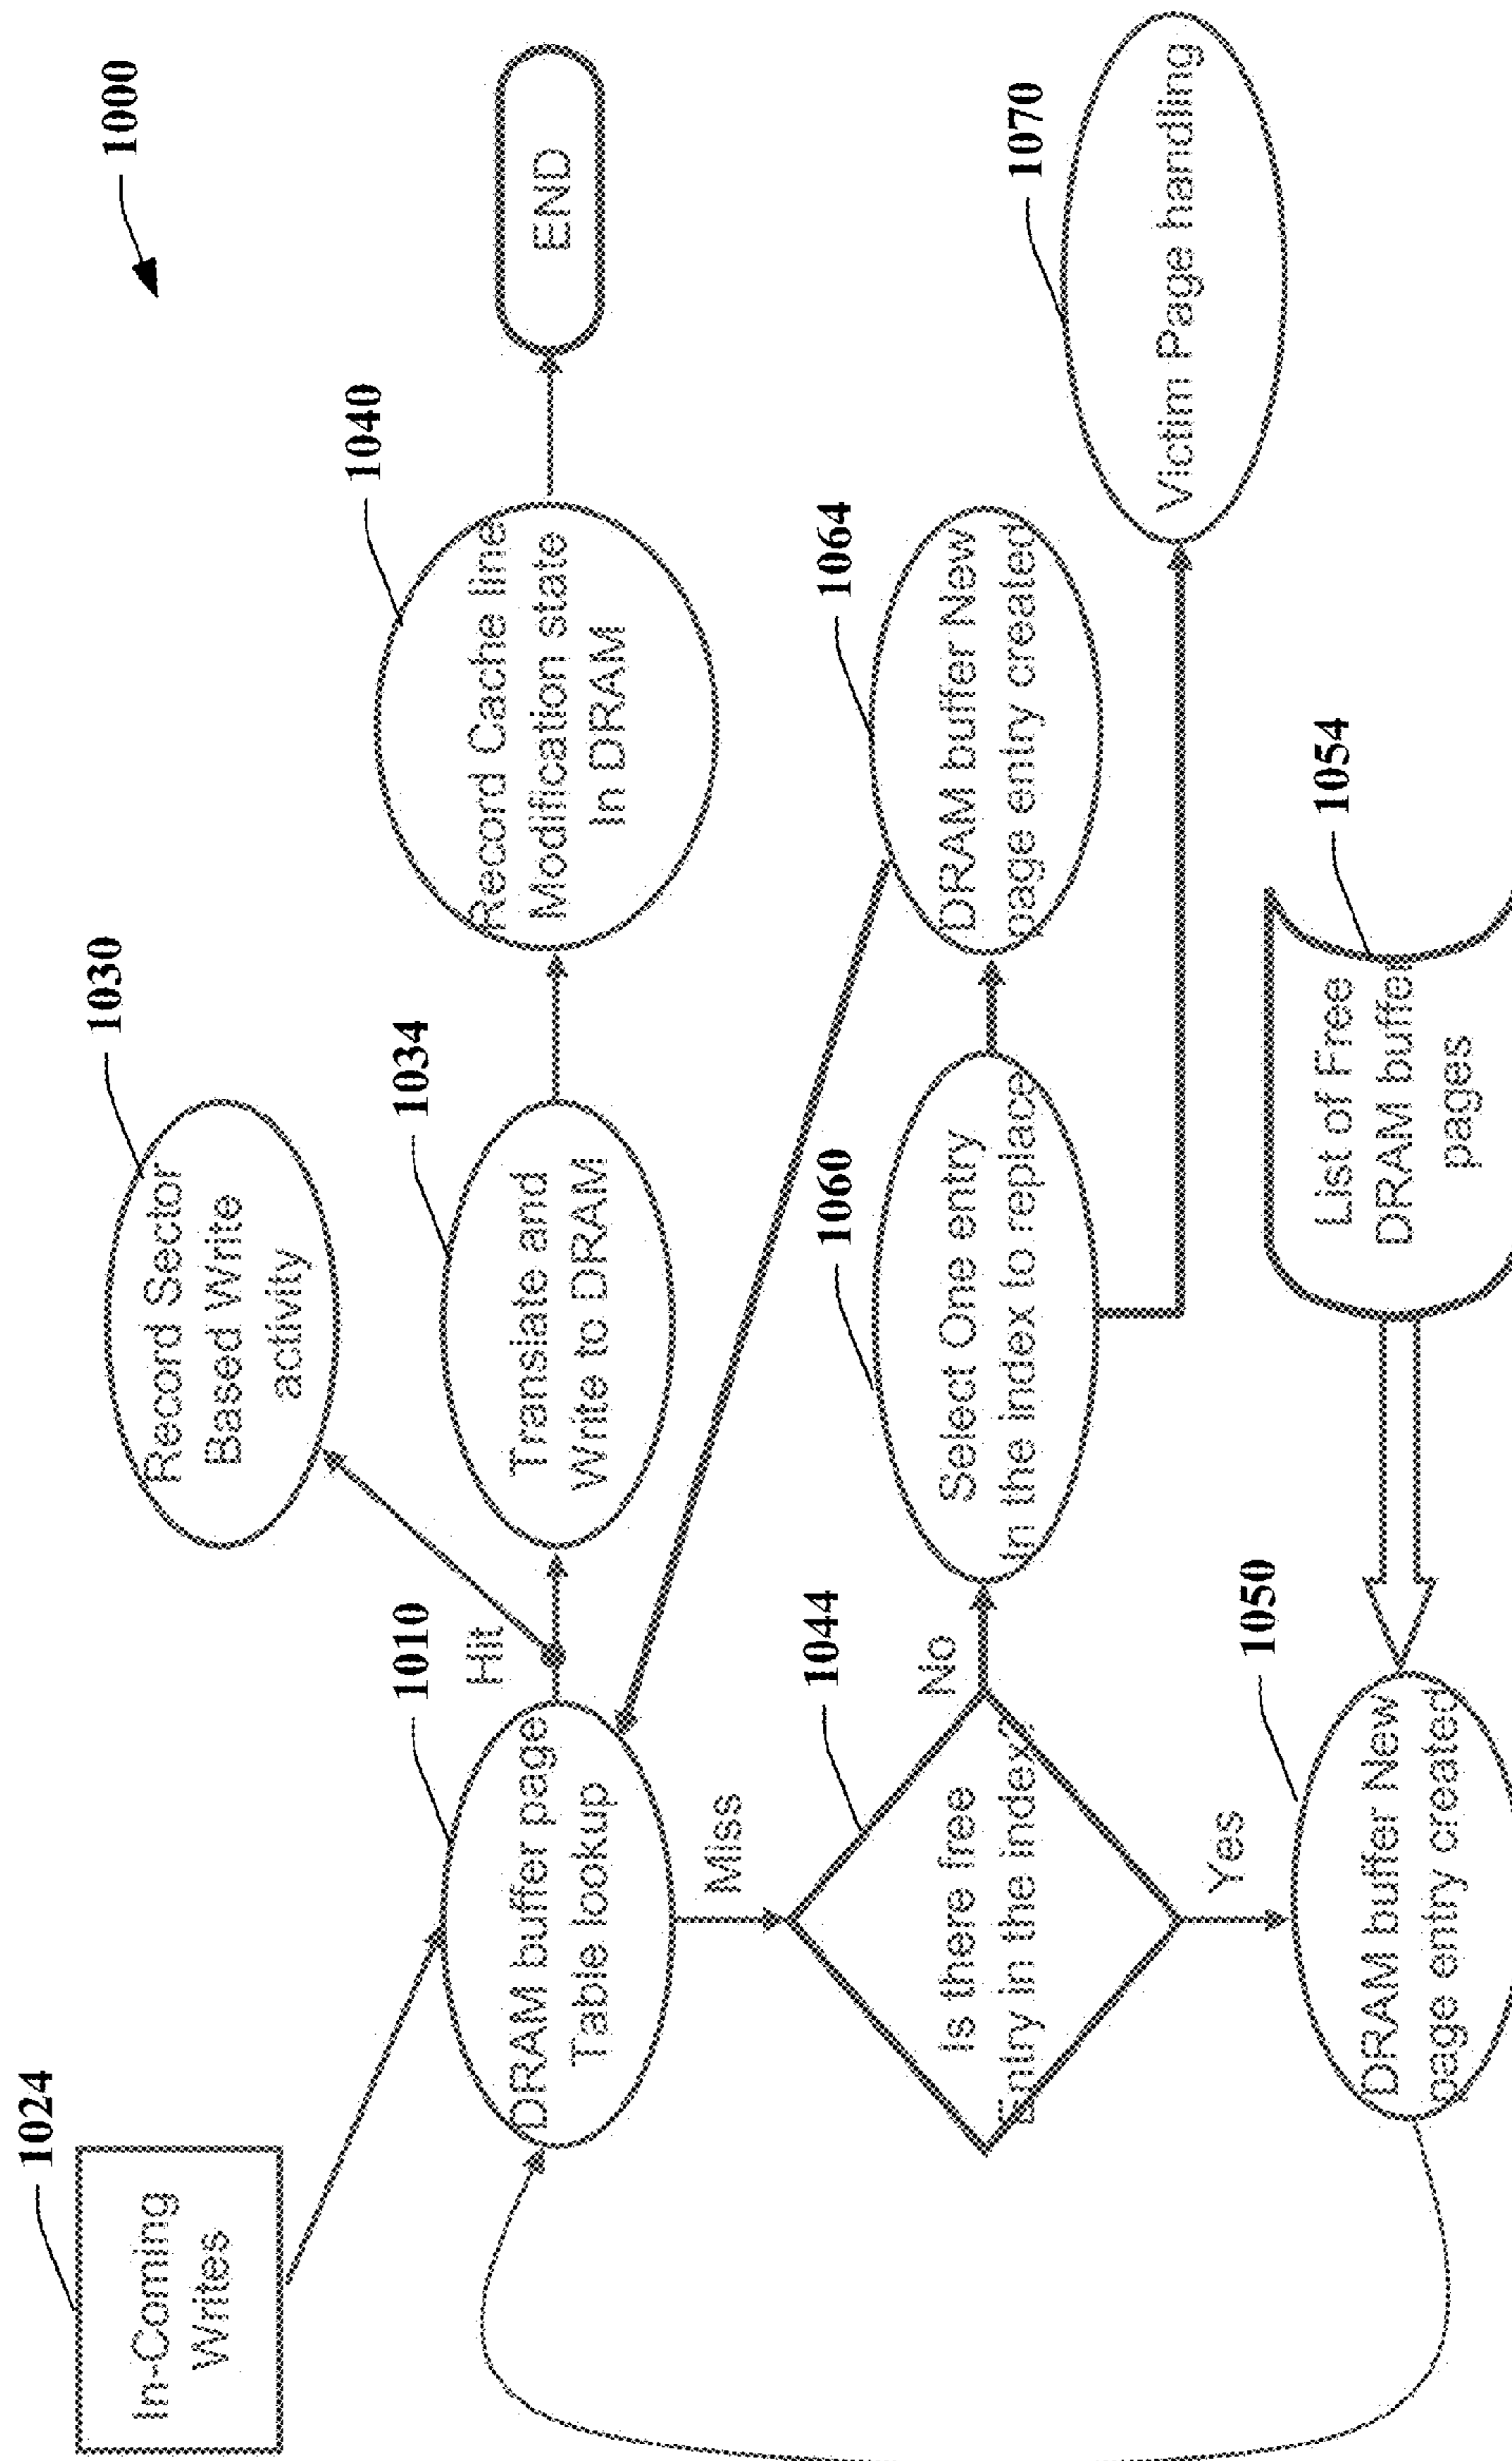 1000
1024
In-Coming
Writes
1010
DRAM buffer page
Table lookup
Hit
1030
Record Sector
Based Write
activity
1034
Translate and
Write to DRAM
1040
Record Cache line
Modification state
In DRAM
END
Miss
1044
Is there free
Entry in the index?
No
1060
Select One entry
In the index to replace
1064
DRAM buffer New
page entry created
1070
Victim Page handling
Yes
1050
DRAM buffer New
page entry created
1054
List of Free
DRAM buffer
pages